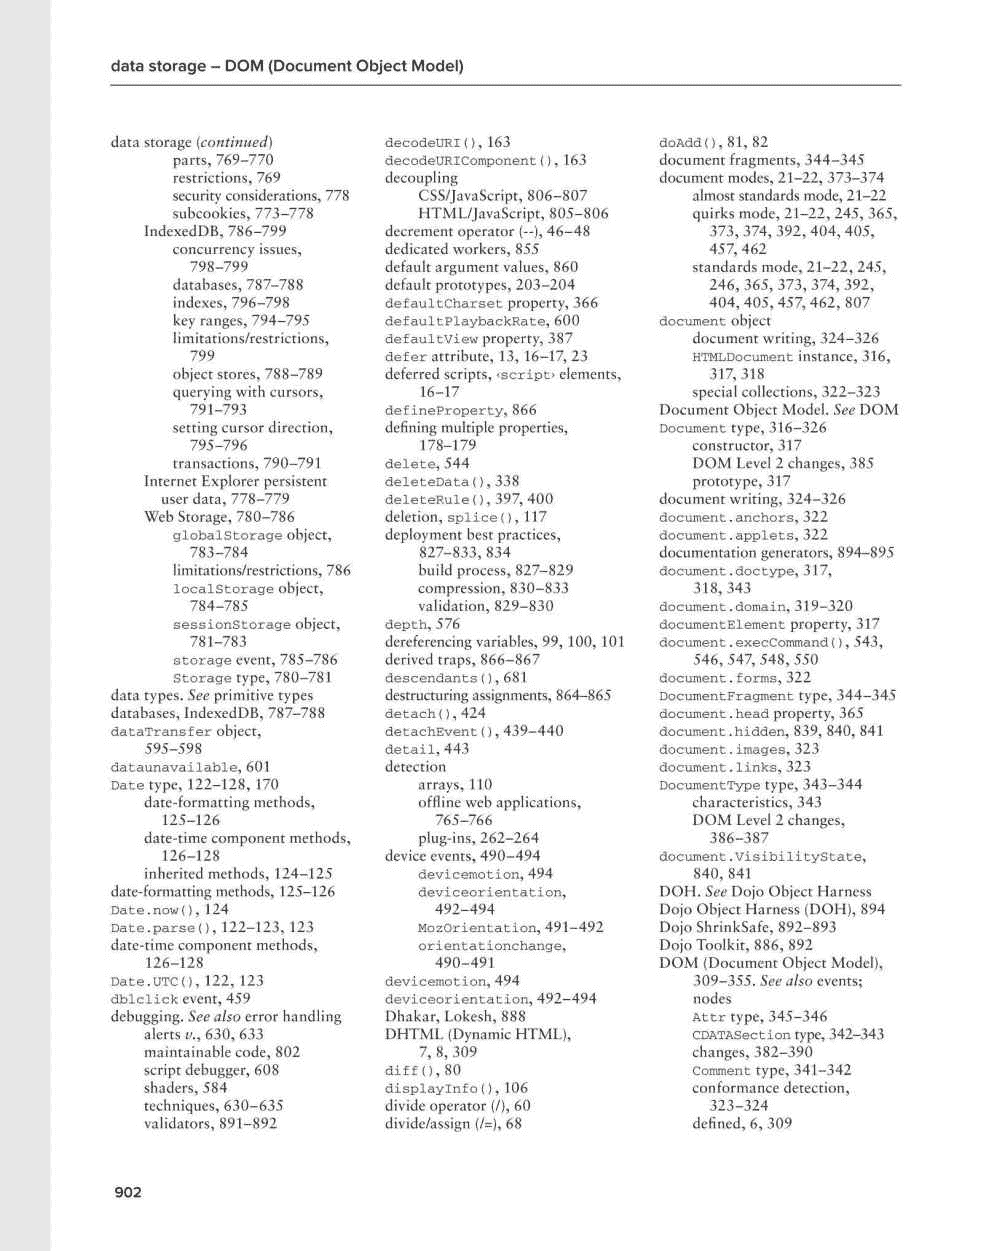 data storage – DOM (Document Object Model)
data storage (continued)
parts, 769–770
restrictions, 769
security considerations, 778
subcookies, 773–778
IndexedDB, 786–799
concurrency issues,
798–799
databases, 787–788
indexes, 796–798
key ranges, 794–795
limitations/restrictions,
799
object stores, 788–789
querying with cursors,
791–793
setting cursor direction,
795–796
transactions, 790–791
Internet Explorer persistent
user data, 778–779
Web Storage, 780–786
globalStorage object,
783–784
limitations/restrictions, 786
localStorage object,
784–785
sessionStorage object,
781–783
storage event, 785–786
Storage type, 780–781
data types. See primitive types
databases, IndexedDB, 787–788
dataTransfer object,
595–598
dataunavailable, 601
Date type, 122–128, 170
date-formatting methods,
125–126
date-time component methods,
126–128
inherited methods, 124–125
date-formatting methods, 125–126
Date.now(), 124
Date.parse(), 122–123, 123
date-time component methods,
126–128
Date.UTC(), 122, 123
dblclick event, 459
debugging. See also error handling
alerts v., 630, 633
maintainable code, 802
script debugger, 608
shaders, 584
techniques, 630–635
validators, 891–892
decodeURI(), 163
decodeURIComponent(), 163
decoupling
CSS/JavaScript, 806–807
HTML/JavaScript, 805–806
decrement operator (--), 46–48
dedicated workers, 855
default argument values, 860
default prototypes, 203–204
defaultCharset property, 366
defaultPlaybackRate, 600
defaultView property, 387
defer attribute, 13, 16–17, 23
deferred scripts, ‹script› elements,
16–17
defineProperty, 866
defining multiple properties,
178–179
delete, 544
deleteData(), 338
deleteRule(), 397, 400
deletion, splice(), 117
deployment best practices,
827–833, 834
build process, 827–829
compression, 830–833
validation, 829–830
depth, 576
dereferencing variables, 99, 100, 101
derived traps, 866–867
descendants(), 681
destructuring assignments, 864–865
detach(), 424
detachEvent(), 439–440
detail, 443
detection
arrays, 110
offline web applications,
765–766
plug-ins, 262–264
device events, 490–494
devicemotion, 494
deviceorientation,
492–494
MozOrientation, 491–492
orientationchange,
490–491
devicemotion, 494
deviceorientation, 492–494
Dhakar, Lokesh, 888
DHTML (Dynamic HTML),
7, 8, 309
diff(), 80
displayInfo(), 106
divide operator (/), 60
divide/assign (/=), 68
doAdd(), 81, 82
document fragments, 344–345
document modes, 21–22, 373–374
almost standards mode, 21–22
quirks mode, 21–22, 245, 365,
373, 374, 392, 404, 405,
457, 462
standards mode, 21–22, 245,
246, 365, 373, 374, 392,
404, 405, 457, 462, 807
document object
document writing, 324–326
HTMLDocument instance, 316,
317, 318
special collections, 322–323
Document Object Model. See DOM
Document type, 316–326
constructor, 317
DOM Level 2 changes, 385
prototype, 317
document writing, 324–326
document.anchors, 322
document.applets, 322
documentation generators, 894–895
document.doctype, 317,
318, 343
document.domain, 319–320
documentElement property, 317
document.execCommand(), 543,
546, 547, 548, 550
document.forms, 322
DocumentFragment type, 344–345
document.head property, 365
document.hidden, 839, 840, 841
document.images, 323
document.links, 323
DocumentType type, 343–344
characteristics, 343
DOM Level 2 changes,
386–387
document.VisibilityState,
840, 841
DOH. See Dojo Object Harness
Dojo Object Harness (DOH), 894
Dojo ShrinkSafe, 892–893
Dojo Toolkit, 886, 892
DOM (Document Object Model),
309–355. See also events;
nodes
Attr type, 345–346
CDATASection type, 342–343
changes, 382–390
Comment type, 341–342
conformance detection,
323–324
defined, 6, 309
902